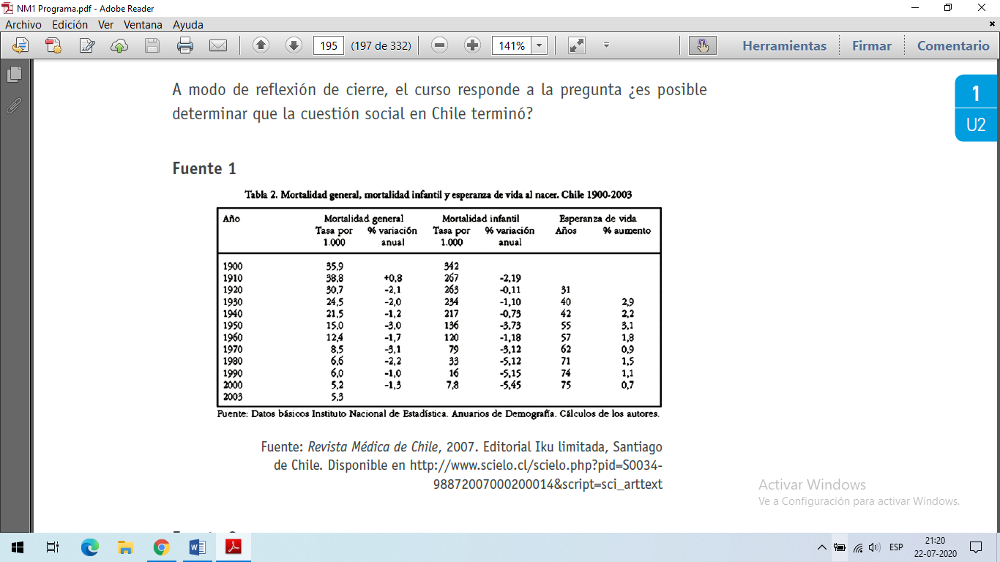 NM1 Programa.pdf - Adobe Reader
Archivo Edición Ver Ventana Ayuda
195 (197 de 332) 141% Herramientas Firmar Comentario
A modo de reflexión de cierre, el curso responde a la pregunta ¿es posible
determinar que la cuestión social en Chile terminó?
1
U2
Fuente 1
Tabla 2. Mortalidad general, mortalidad infantil y esperanza de vida al nacer. Chile 1900-2003
Año Mortalidad general Mortalidad infantil Esperanza de vida
Tasa por % variación Tasa por % variación Años % aumento
1.000 anual 1.000 anual
1900 35,9 342
1910 38,8 +0,8 267 -2,19
1920 30,7 -2,1 263 -0,11 31
1930 24,5 -2,0 234 -1,10 40 2,9
1940 21,5 -1,2 217 -0,73 42 2,2
1950 15,0 -3,0 136 -3,73 55 3,1
1960 12,4 -1,7 120 -1,18 57 1,8
1970 8,5 -3,1 79 -3,12 62 0,9
1980 6,6 -2,2 33 -5,12 71 1,5
1990 6,0 -1,0 16 -5,15 74 1,1
2000 5,2 -1,3 7,8 -5,45 75 0,7
2003 5,3
Fuente: Datos básicos Instituto Nacional de Estadística. Anuarios de Demografía. Cálculos de los autores.
Fuente: Revista Médica de Chile, 2007. Editorial Iku limitada, Santiago
de Chile. Disponible en http://www.scielo.cl/scielo.php?pid=S0034-
98872007000200014&script=sci_arttext
Activar Windows
Ve a Configuración para activar Windows.
ESP
21:20
22-07-2020